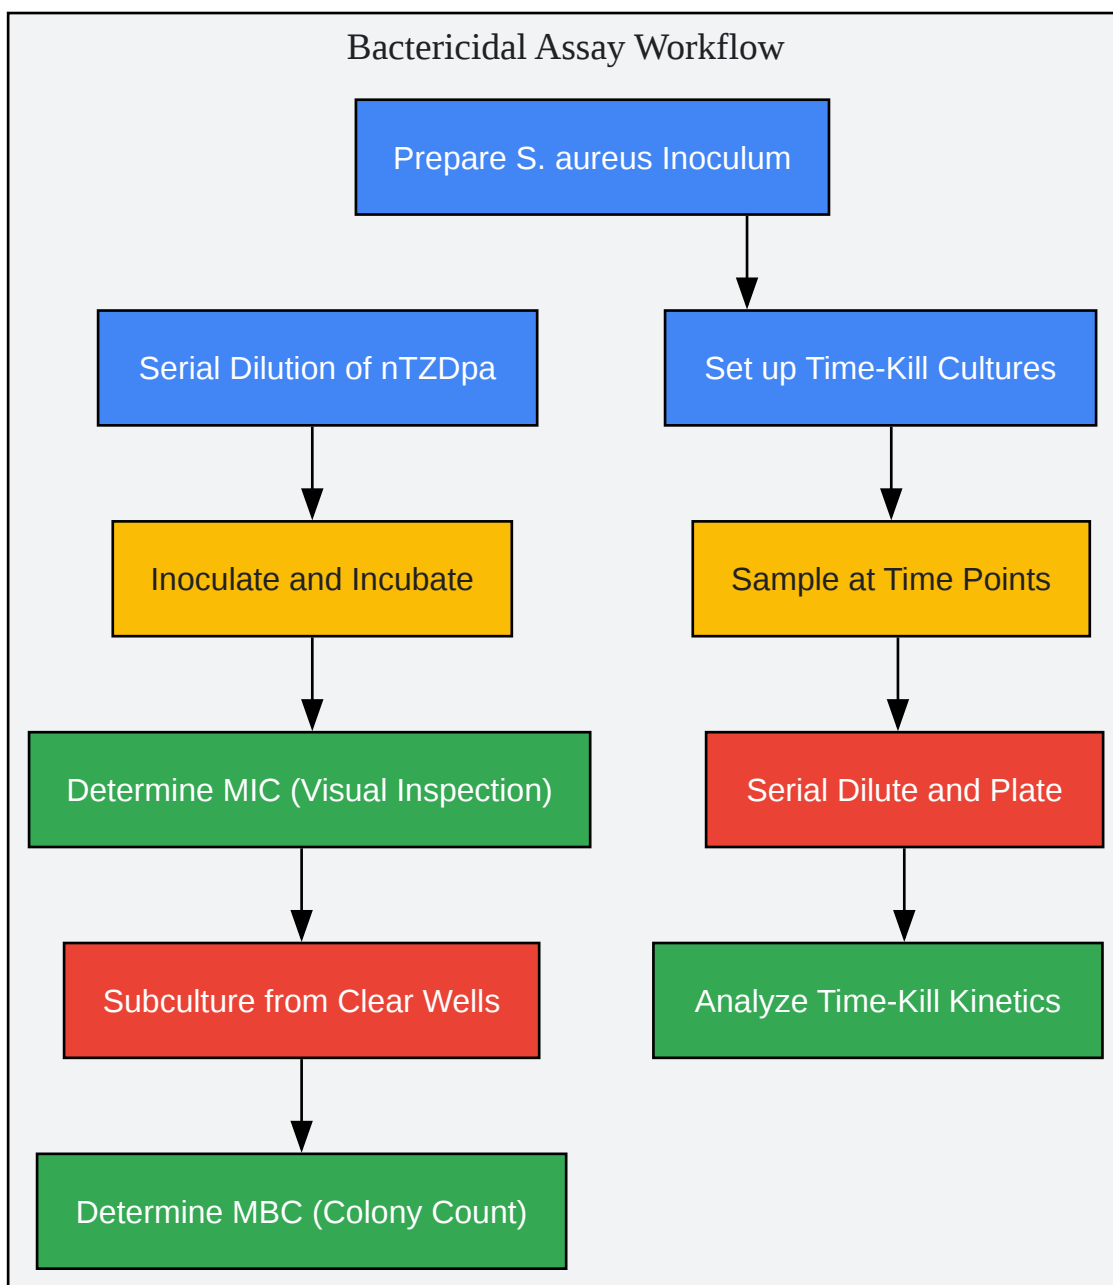 Bactericidal Assay Workflow
Prepare S. aureus Inoculum
Serial Dilution of nTZDpa
Set up Time-Kill Cultures
Inoculate and Incubate
Sample at Time Points
Determine MIC (Visual Inspection)
Serial Dilute and Plate
Subculture from Clear Wells
Analyze Time-Kill Kinetics
Determine MBC (Colony Count)